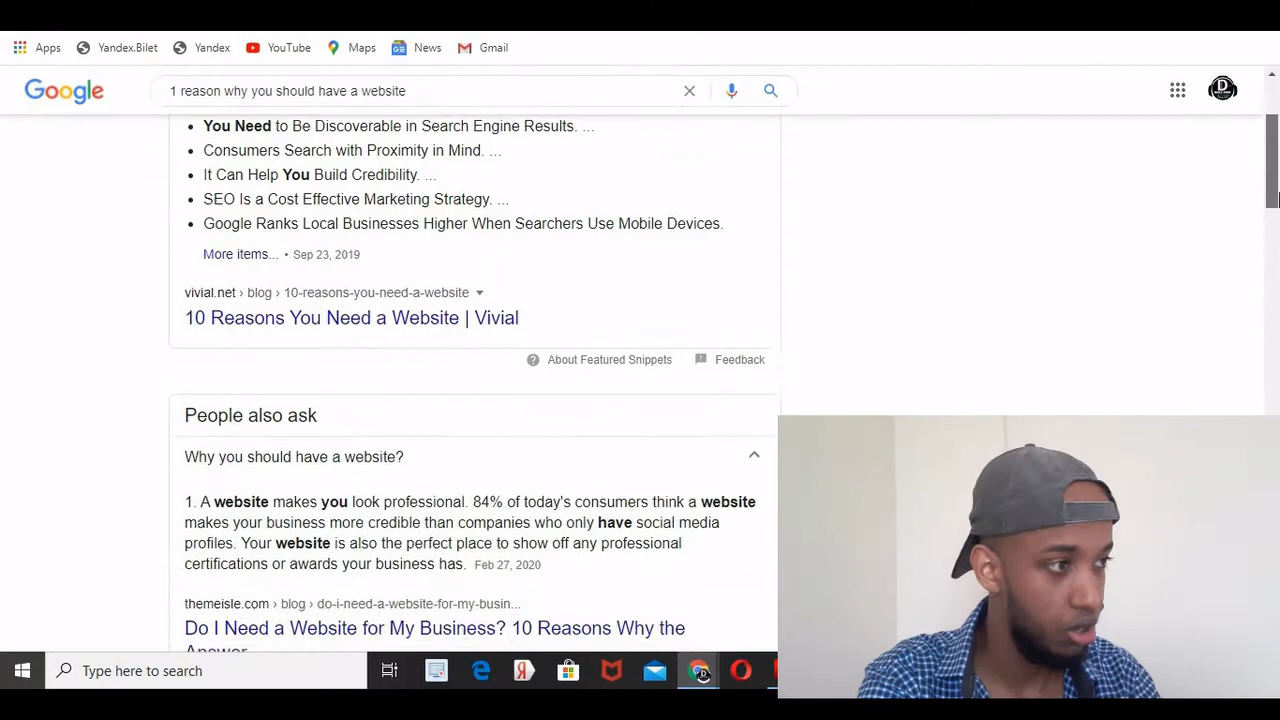 Apps Yandex.Bilet Yandex YouTube Maps News Gmail
Google 1 reason why you should have a website
You Need to Be Discoverable in Search Engine Results. ...
Consumers Search with Proximity in Mind. ...
It Can Help You Build Credibility. ...
SEO Is a Cost Effective Marketing Strategy. ...
Google Ranks Local Businesses Higher When Searchers Use Mobile Devices.
More items... • Sep 23, 2019
vivial.net › blog › 10-reasons-you-need-a-website
10 Reasons You Need a Website | Vivial
About Featured Snippets Feedback
People also ask
Why you should have a website?
1. A website makes you look professional. 84% of today's consumers think a website
makes your business more credible than companies who only have social media
profiles. Your website is also the perfect place to show off any professional
certifications or awards your business has. Feb 27, 2020
themeisle.com › blog › do-i-need-a-website-for-my-busin...
Do I Need a Website for My Business? 10 Reasons Why the
Answer
Type here to search